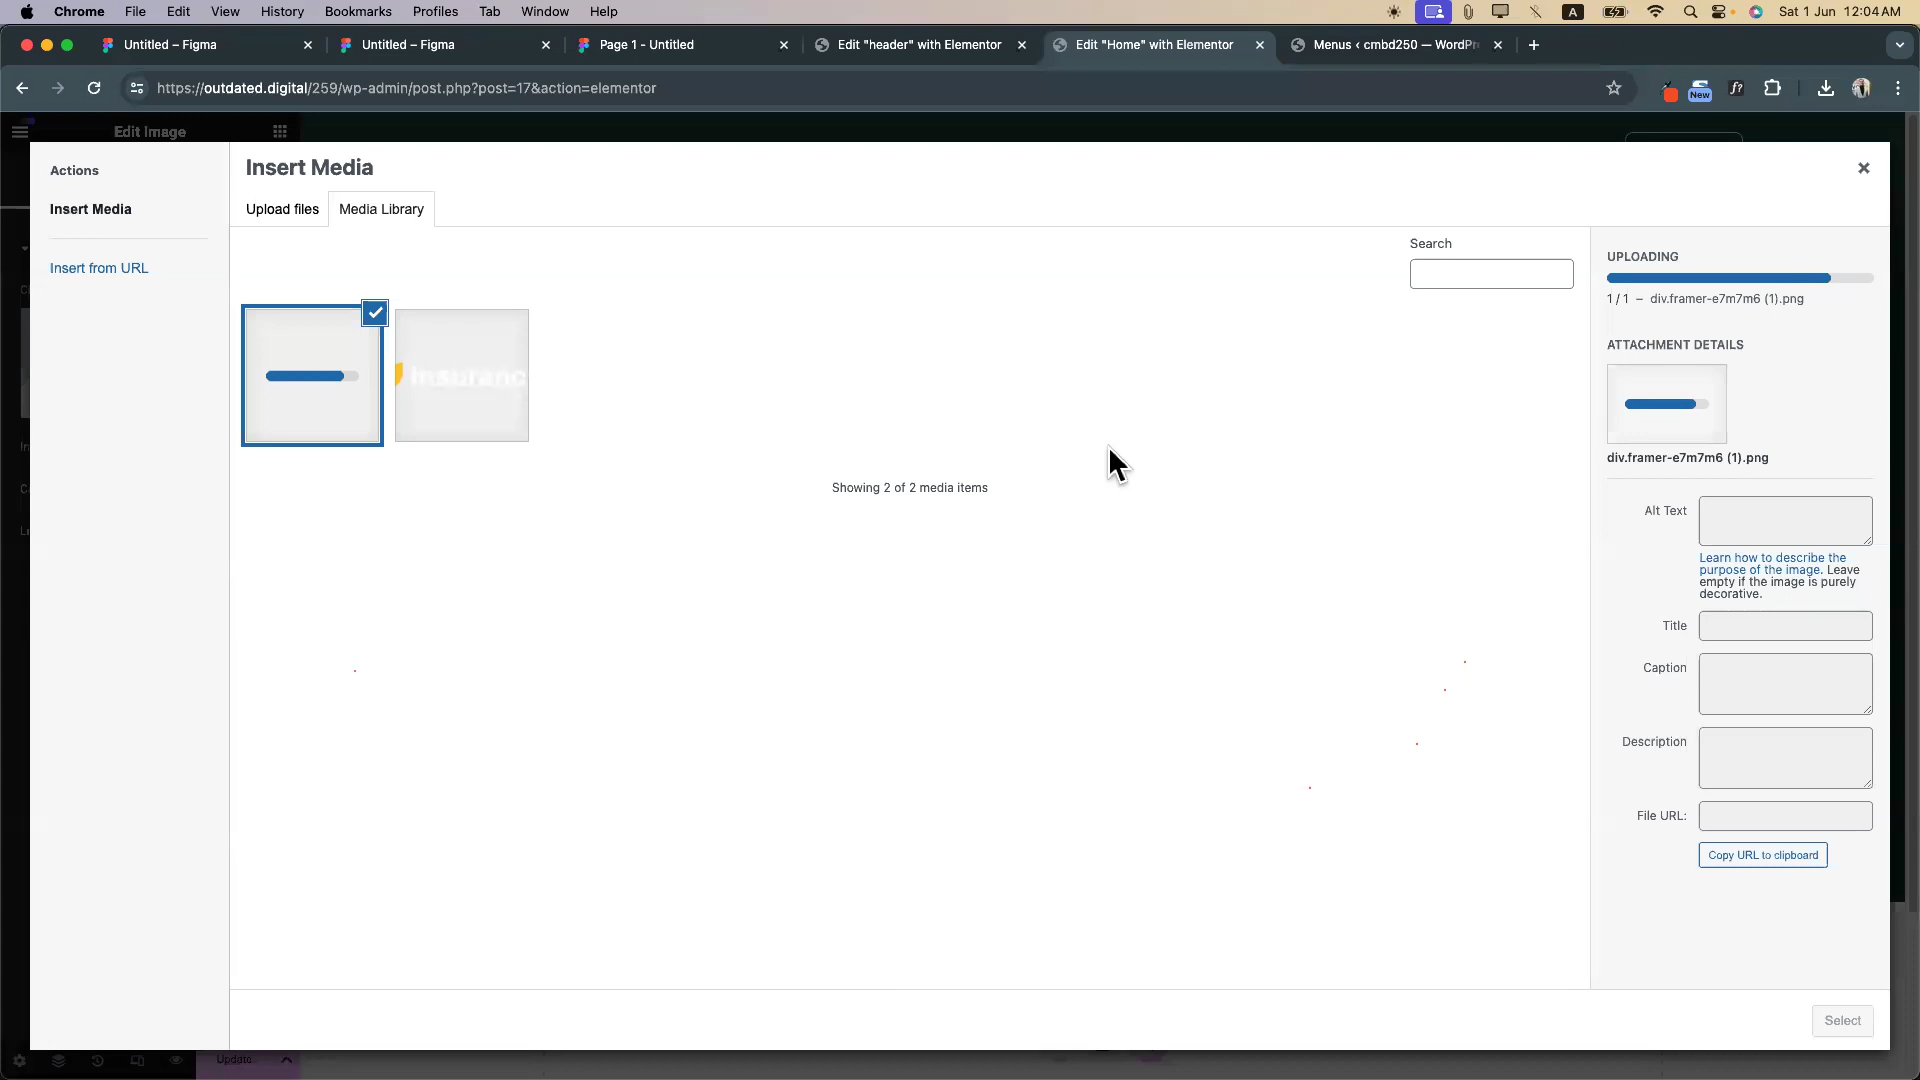 Chrome File Edit View History Bookmarks Profiles Tab Window Help A Sat 1 Jun 12:04 AM
Untitled – Figma Untitled – Figma Page 1 - Untitled Edit "header" with Elementor Edit "Home" with Elementor Menus ‹ cmbd250 — WordPr
https://outdated.digital/259/wp-admin/post.php?post=17&action=elementor f? New
Edit Image
Actions
Insert Media
Insert from URL
Insert Media
Upload files Media Library
Search
insuranc
Showing 2 of 2 media items
UPLOADING
1 / 1 – div.framer-e7m7m6 (1).png
ATTACHMENT DETAILS
div.framer-e7m7m6 (1).png
Alt Text
Learn how to describe the
purpose of the image. Leave
empty if the image is purely
decorative.
Title
Caption
Description
File URL:
Copy URL to clipboard
Select
Update